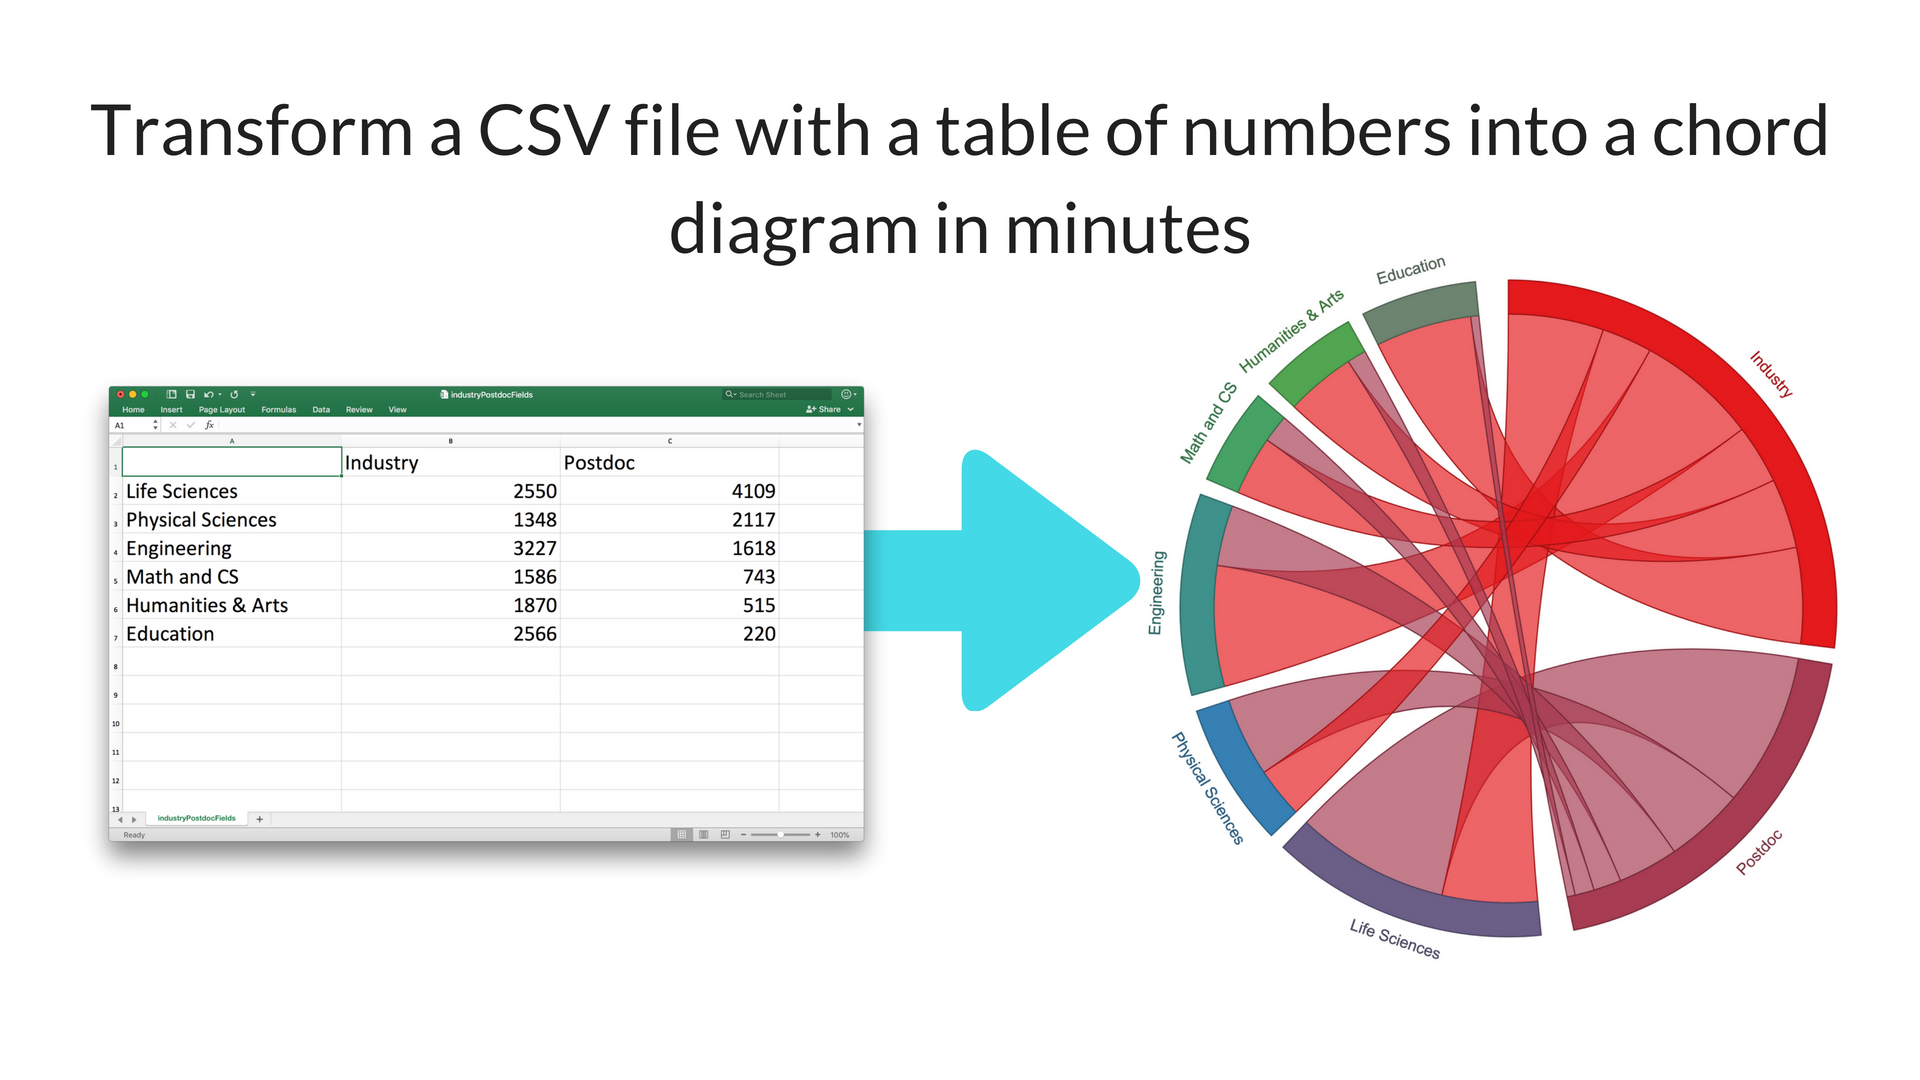 Transform a CSV file with a table of numbers into a chord
diagram in minutes
industryPostdocFields
Search Sheet
Home Insert Page Layout Formulas Data Review View
Share
A1
fx
A B C
1 Industry Postdoc
2 Life Sciences 2550 4109
3 Physical Sciences 1348 2117
4 Engineering 3227 1618
5 Math and CS 1586 743
6 Humanities & Arts 1870 515
7 Education 2566 220
8
9
10
11
12
13
industryPostdocFields
Ready
100%
Education
Humanities & Arts
Math and CS
Engineering
Physical Sciences
Life Sciences
Industry
Postdoc